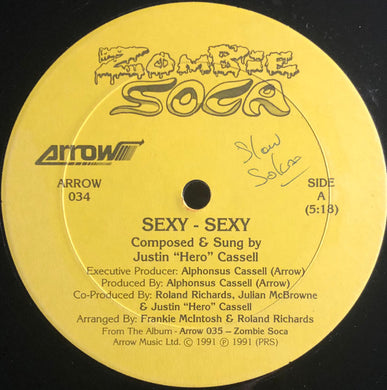 ZOMBIE
SOCA
ARROW
ARROW
034
Slow
SIDE
A
(5:18)
SEXY - SEXY
Composed & Sung by
Justin “Hero” Cassell
Executive Producer: Alphonsus Cassell (Arrow)
Produced By: Alphonsus Cassell (Arrow)
Co-Produced By: Roland Richards, Julian McBrowne
& Justin “Hero” Cassell
Arranged By: Frankie McIntosh & Roland Richards
From The Album - Arrow 035 – Zombie Soca
Arrow Music Ltd. © 1991 ℗ 1991 (PRS)